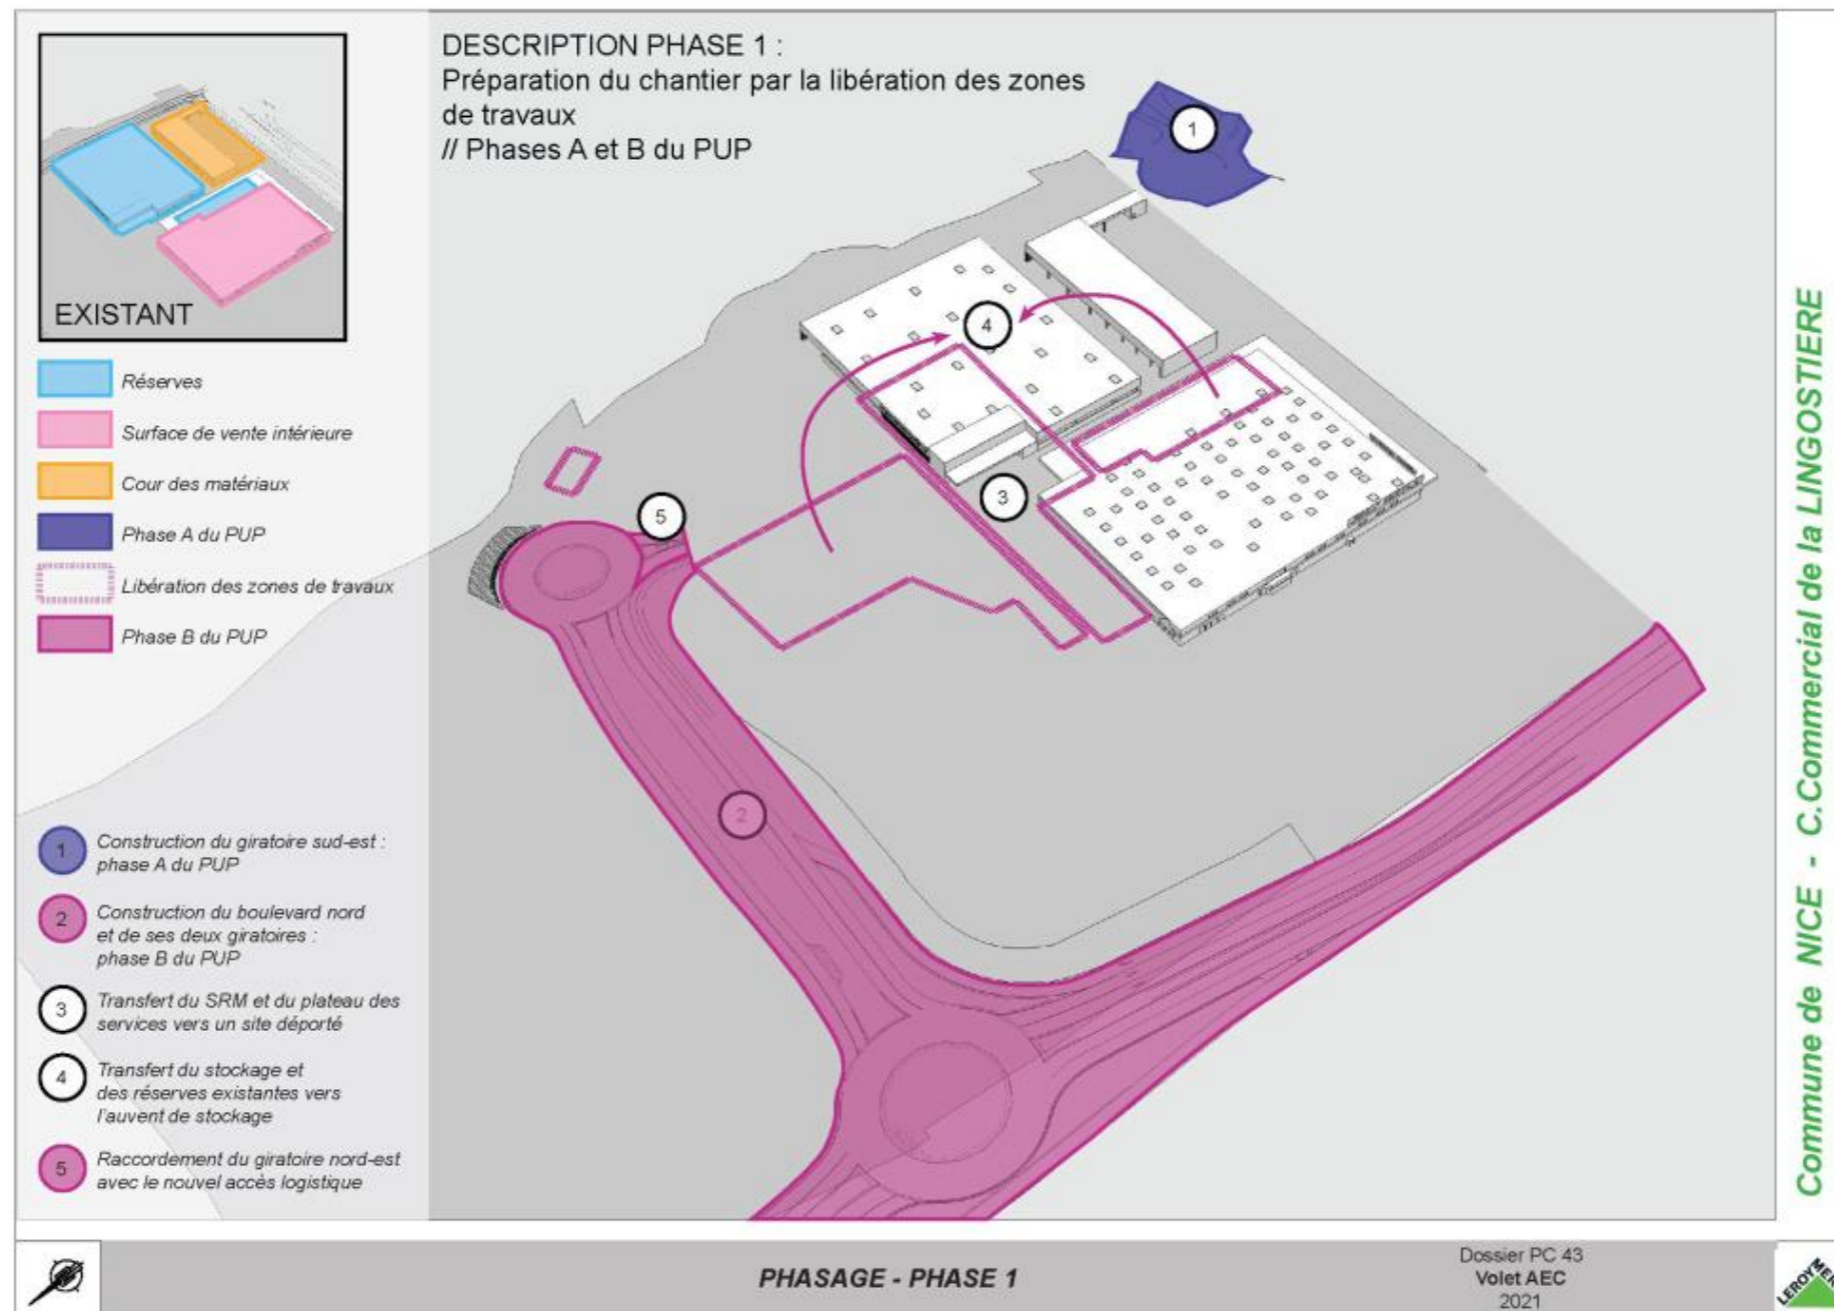 DESCRIPTION PHASE 1 :
Préparation du chantier par la libération des zones
de travaux
// Phases A et B du PUP
EXISTANT
Réserves
Surface de vente intérieure
Cour des matériaux
Phase A du PUP
Libération des zones de travaux
Phase B du PUP
1
Construction du giratoire sud-est :
phase A du PUP
2
Construction du boulevard nord
et de ses deux giratoires :
phase B du PUP
3
Transfert du SRM et du plateau des
services vers un site déporté
4
Transfert du stockage et
des réserves existantes vers
l'auvent de stockage
5
Raccordement du giratoire nord-est
avec le nouvel accès logistique
1
4
3
5
2
Commune de NICE - C.Commercial de la LINGOSTIERE
PHASAGE - PHASE 1
Dossier PC 43
Volet AEC
2021
LEROY MER